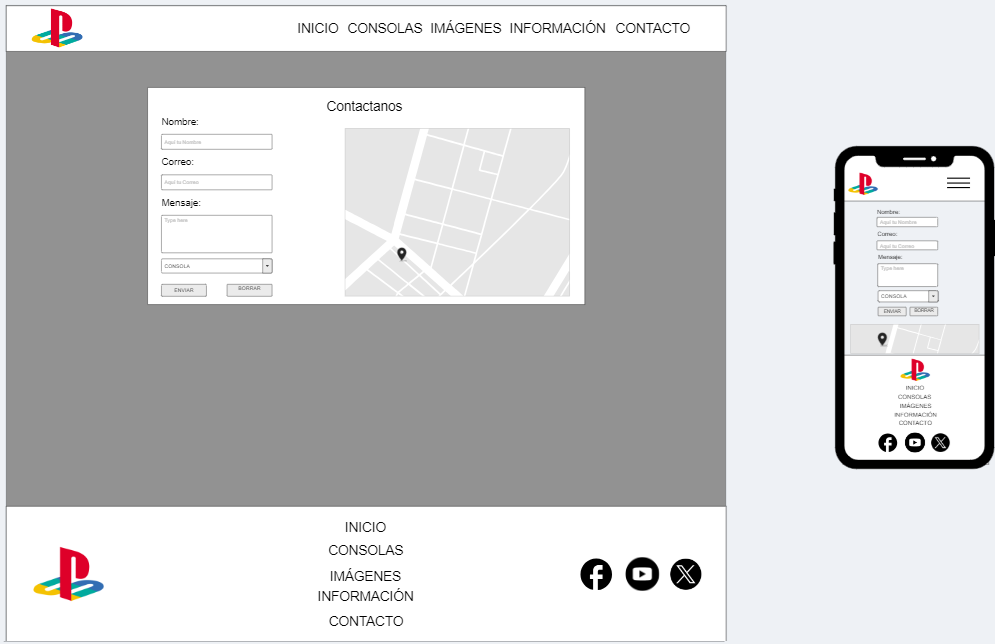 INICIO CONSOLAS IMÁGENES INFORMACIÓN CONTACTO
Contactanos
Nombre:
Aquí tu Nombre
Correo:
Aquí tu Correo
Mensaje:
Type here
CONSOLA
ENVIAR BORRAR
INICIO
CONSOLAS
IMÁGENES
INFORMACIÓN
CONTACTO
Nombre:
Aquí tu Nombre
Correo:
Aquí tu Correo
Mensaje:
Type here
CONSOLA
ENVIAR BORRAR
INICIO
CONSOLAS
IMÁGENES
INFORMACIÓN
CONTACTO